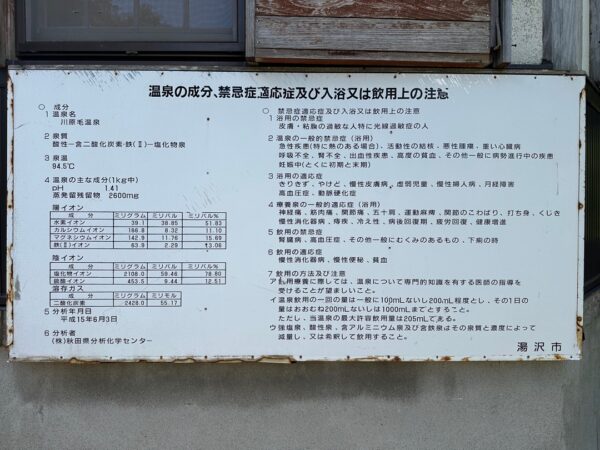 温泉の成分、禁忌症適応症及び入浴又は飲用上の注意
○ 成分
1 温泉名
川原毛温泉
2 泉質
酸性-含二酸化炭素・鉄(Ⅱ)-塩化物泉
3 泉温
94.5℃
4 温泉の主な成分(1kg中)
pH 1.41
蒸発残留物 2600mg
陽イオン
成分 ミリグラム ミリバル ミリバル%
水素イオン 39.1 38.85 51.83
カルシウムイオン 166.8 8.32 11.10
マグネシウムイオン 142.9 11.76 15.69
鉄(Ⅱ)イオン 63.9 2.29 3.06
陰イオン
成分 ミリグラム ミリバル ミリバル%
塩化物イオン 2108.0 59.46 78.80
硫酸イオン 453.5 9.44 12.51
溶存ガス
成分 ミリグラム ミリモル
二酸化炭素 2428.0 55.17
5 分析年月日
平成15年6月3日
6 分析者
(株)秋田県分析化学センター
○ 禁忌症適応症及び入浴又は飲用上の注意
1 浴用の禁忌症
皮膚・粘膜の過敏な人特に光線過敏症の人
2 温泉の一般的禁忌症(浴用)
急性疾患(特に熱のある場合)、活動性の結核、悪性腫瘍、重い心臓病
呼吸不全、腎不全、出血性疾患、高度の貧血、その他一般に病勢進行中の疾患
妊娠中(とくに初期と末期)
3 浴用の適応症
きりきず、やけど、慢性皮膚病、虚弱児童、慢性婦人病、月経障害
高血圧症、動脈硬化症
4 療養泉の一般的適応症(浴用)
神経痛、筋肉痛、関節痛、五十肩、運動麻痺、関節のこわばり、打ち身、くじき
慢性消化器病、痔疾、冷え性、病後回復期、疲労回復、健康増進
5 飲用の禁忌症
腎臓病、高血圧症、その他一般にむくみのあるもの、下痢の時
6 飲用の適応症
慢性消化器病、慢性便秘、貧血
7 飲用の方法及び注意
ア飲用療養に際しては、温泉について専門的知識を有する医師の指導を
受けることが望ましいこと。
イ温泉飲用の一回の量は一般に100mLないし200mL程度とし、その1日の
量はおおむね200mLないしは1000mLまでとすること。
ただし、当温泉の最大許容飲用量は205mLである。
ウ強塩泉、酸性泉、含アルミニウム泉及び含鉄泉はその泉質と濃度によって
減量し、又は希釈して飲用すること。
湯沢市